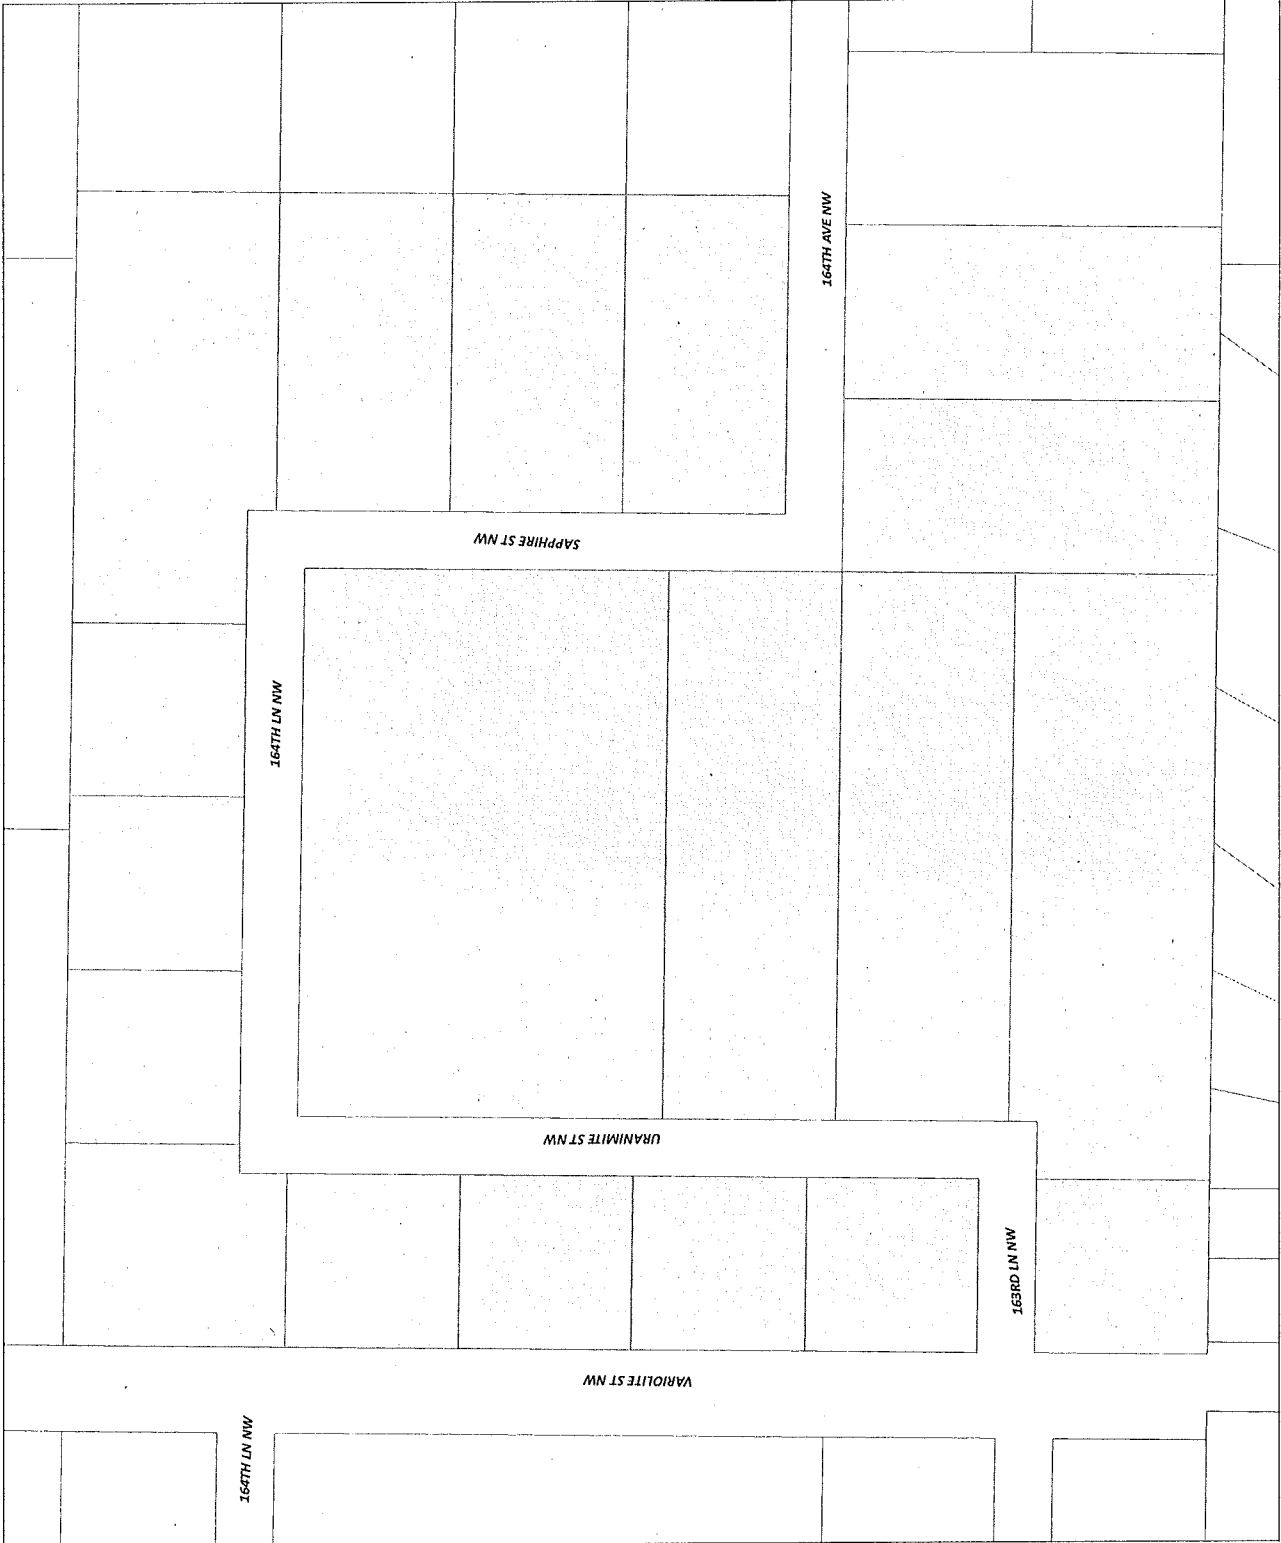 164TH AVE NW
SAPPHIRE ST NW
164TH LN NW
URANIMITE ST NW
163RD LN NW
VARIOLITE ST NW
164TH LN NW